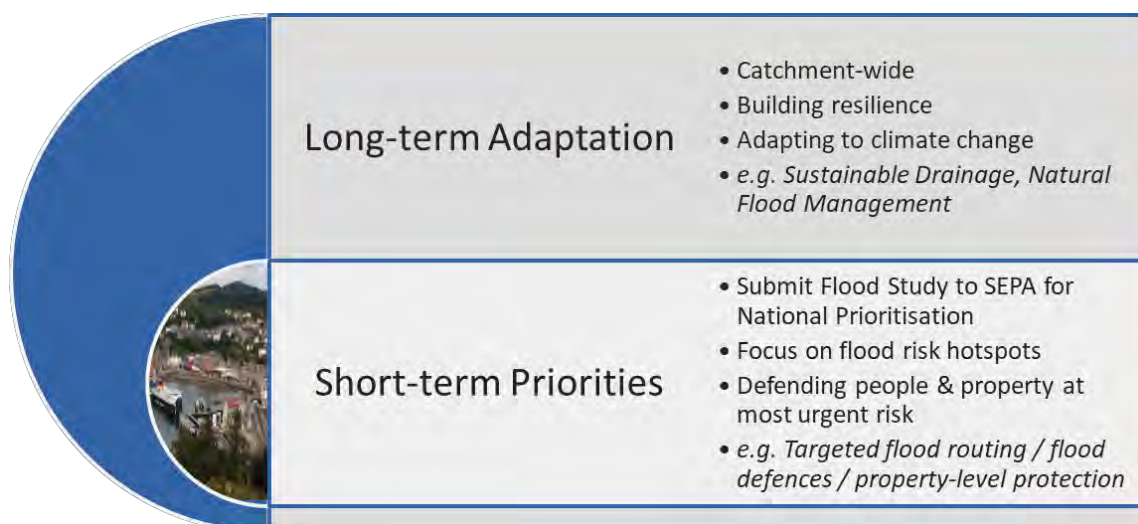 Long-term Adaptation
• Catchment-wide
• Building resilience
• Adapting to climate change
• e.g. Sustainable Drainage, Natural
Flood Management
Short-term Priorities
• Submit Flood Study to SEPA for
National Prioritisation
• Focus on flood risk hotspots
• Defending people & property at
most urgent risk
• e.g. Targeted flood routing / flood
defences / property-level protection